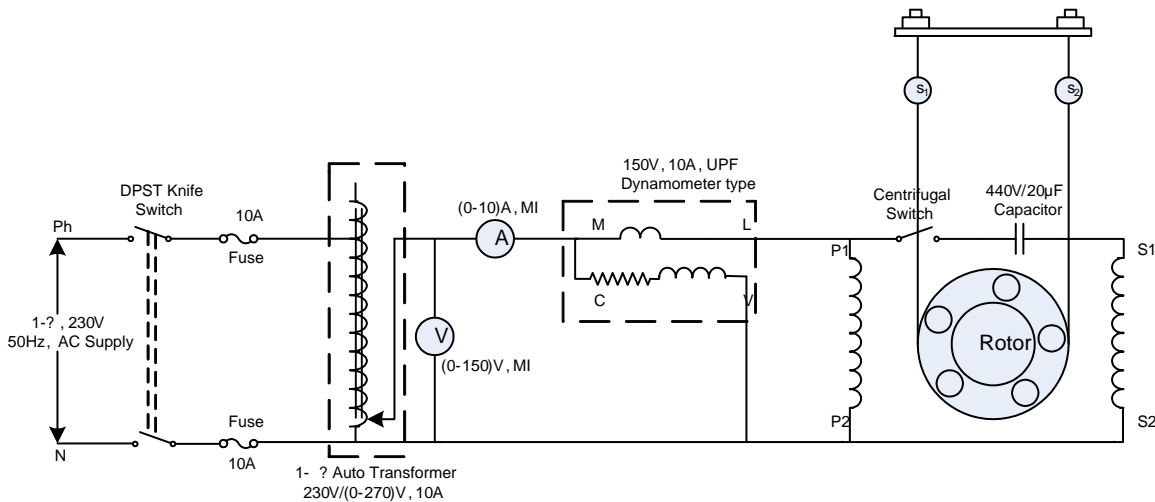 S1
S2
150V, 10A, UPF
Dynamometer type
DPST Knife
Switch
Centrifugal
Switch
440V/20µF
Capacitor
(0-10)A, MI
10A
Ph
Fuse
A
M
L
P1
S1
C
V
1-?, 230V
50Hz, AC Supply
V
Rotor
(0-150)V, MI
Fuse
P2
S2
N
10A
1- ? Auto Transformer
230V/(0-270)V, 10A